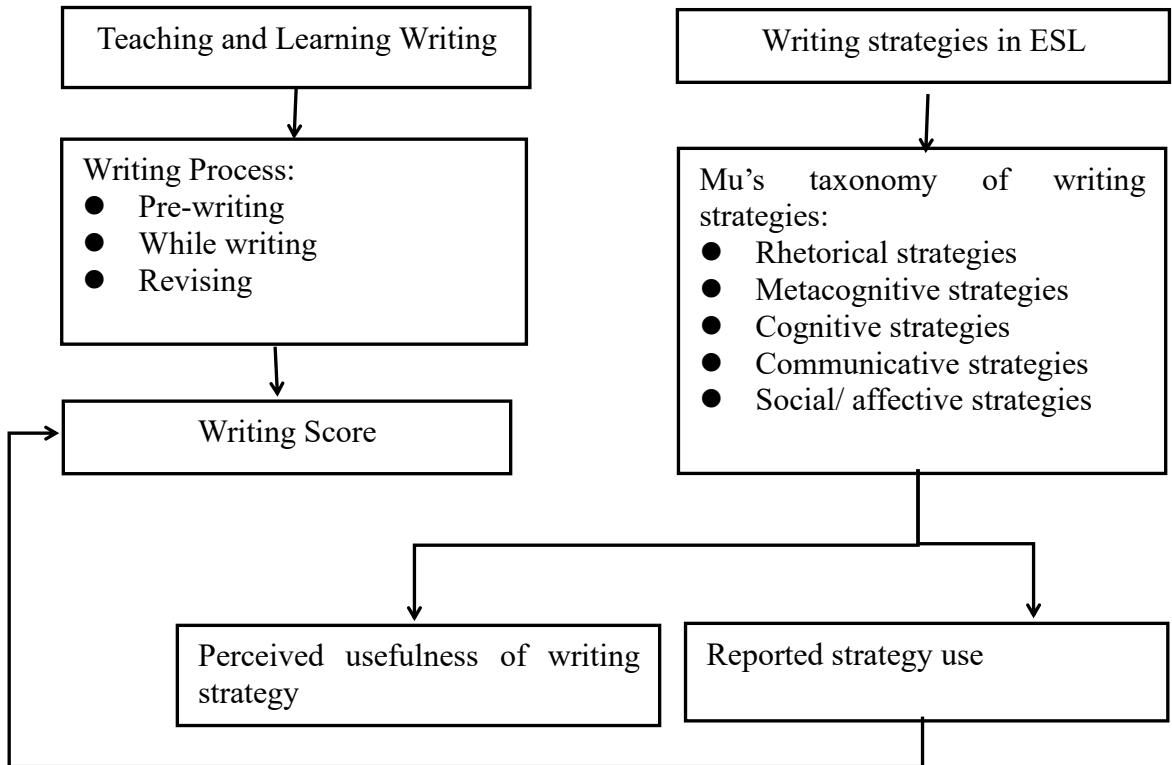 Teaching and Learning Writing
Writing Process:
● Pre-writing
● While writing
● Revising
Writing Score
Writing strategies in ESL
Mu’s taxonomy of writing
strategies:
● Rhetorical strategies
● Metacognitive strategies
● Cognitive strategies
● Communicative strategies
● Social/ affective strategies
Perceived usefulness of writing
strategy
Reported strategy use